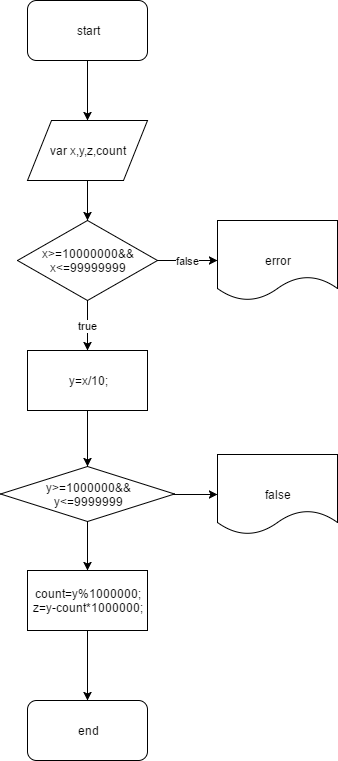 start
var x,y,z,count
x>=10000000&&
x<=99999999
false
error
true
y=x/10;
y>=1000000&&
y<=9999999
false
count=y%1000000;
z=y-count*1000000;
end